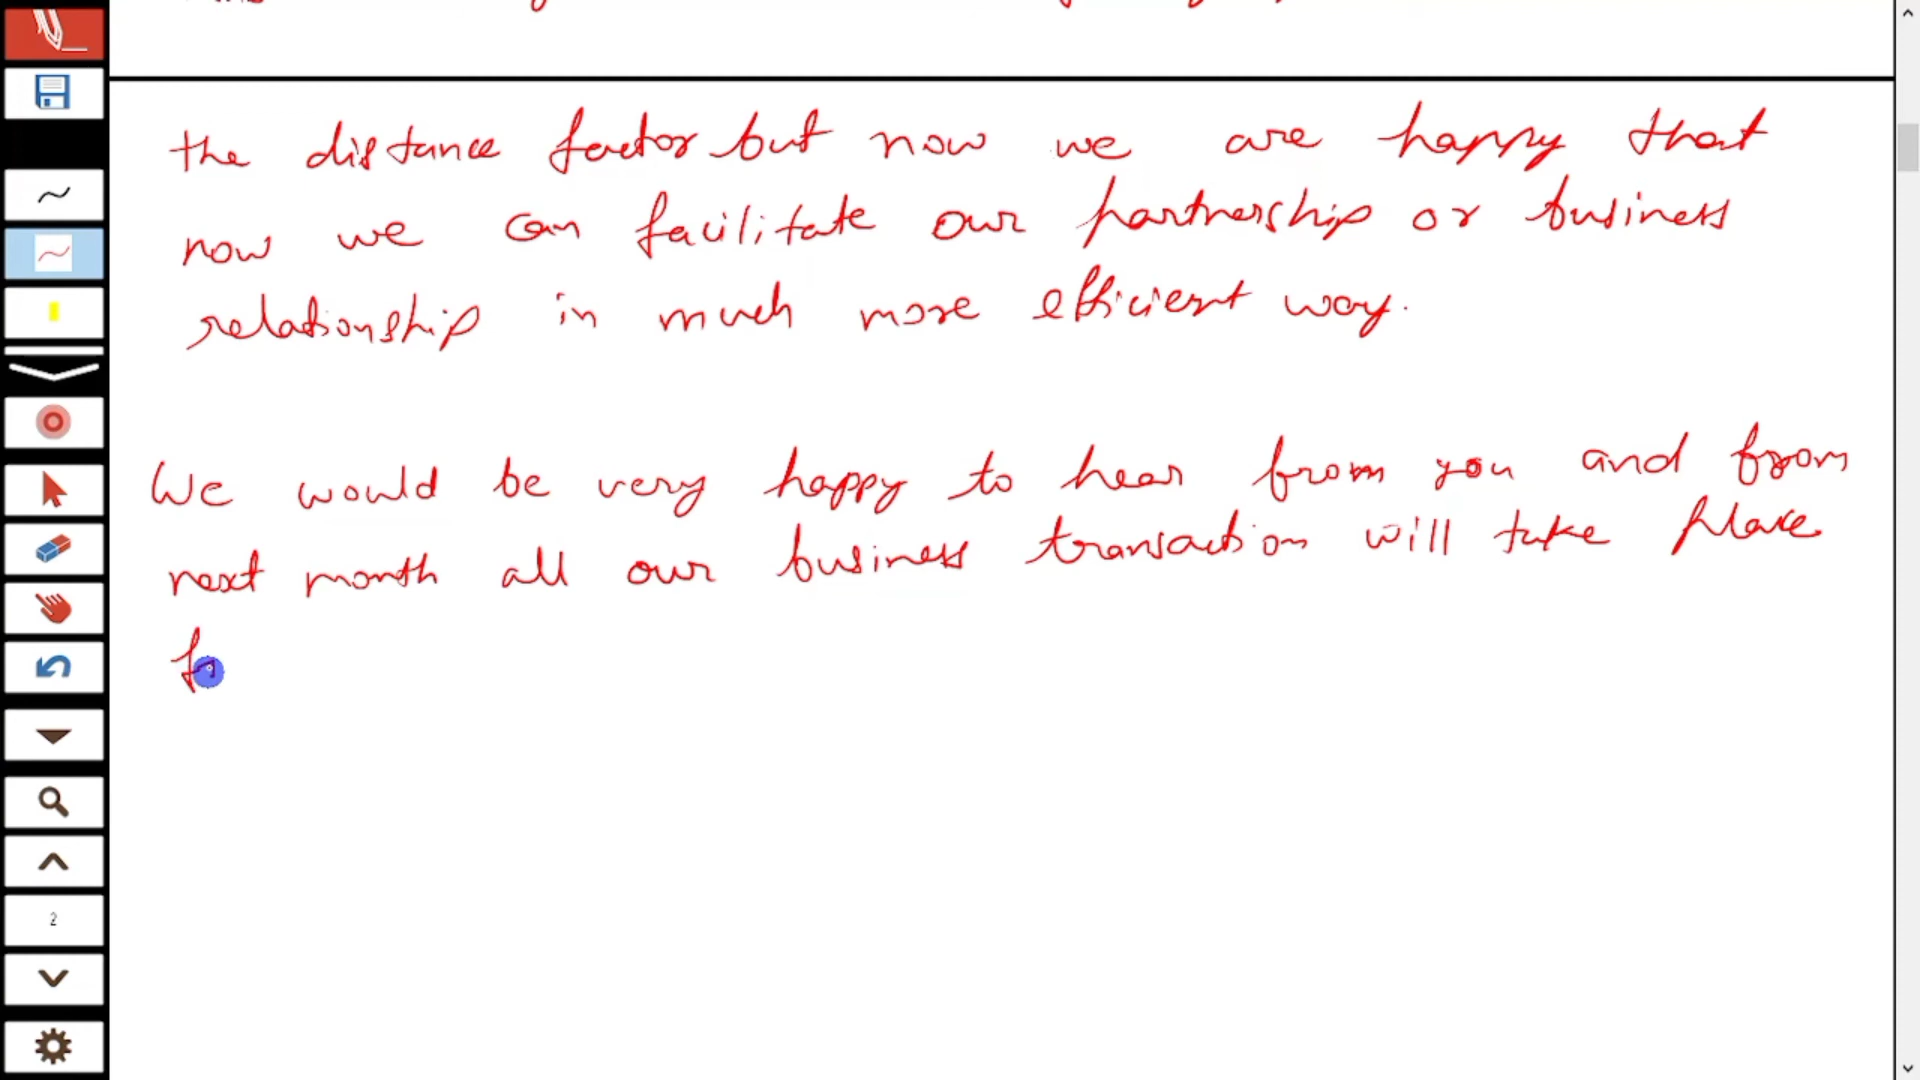 the distance factor but now we are happy that
now we can facilitate our partnership or business
relationship in much more efficient way.
We would be very happy to hear from you and from
next month all our business transaction will take place
2